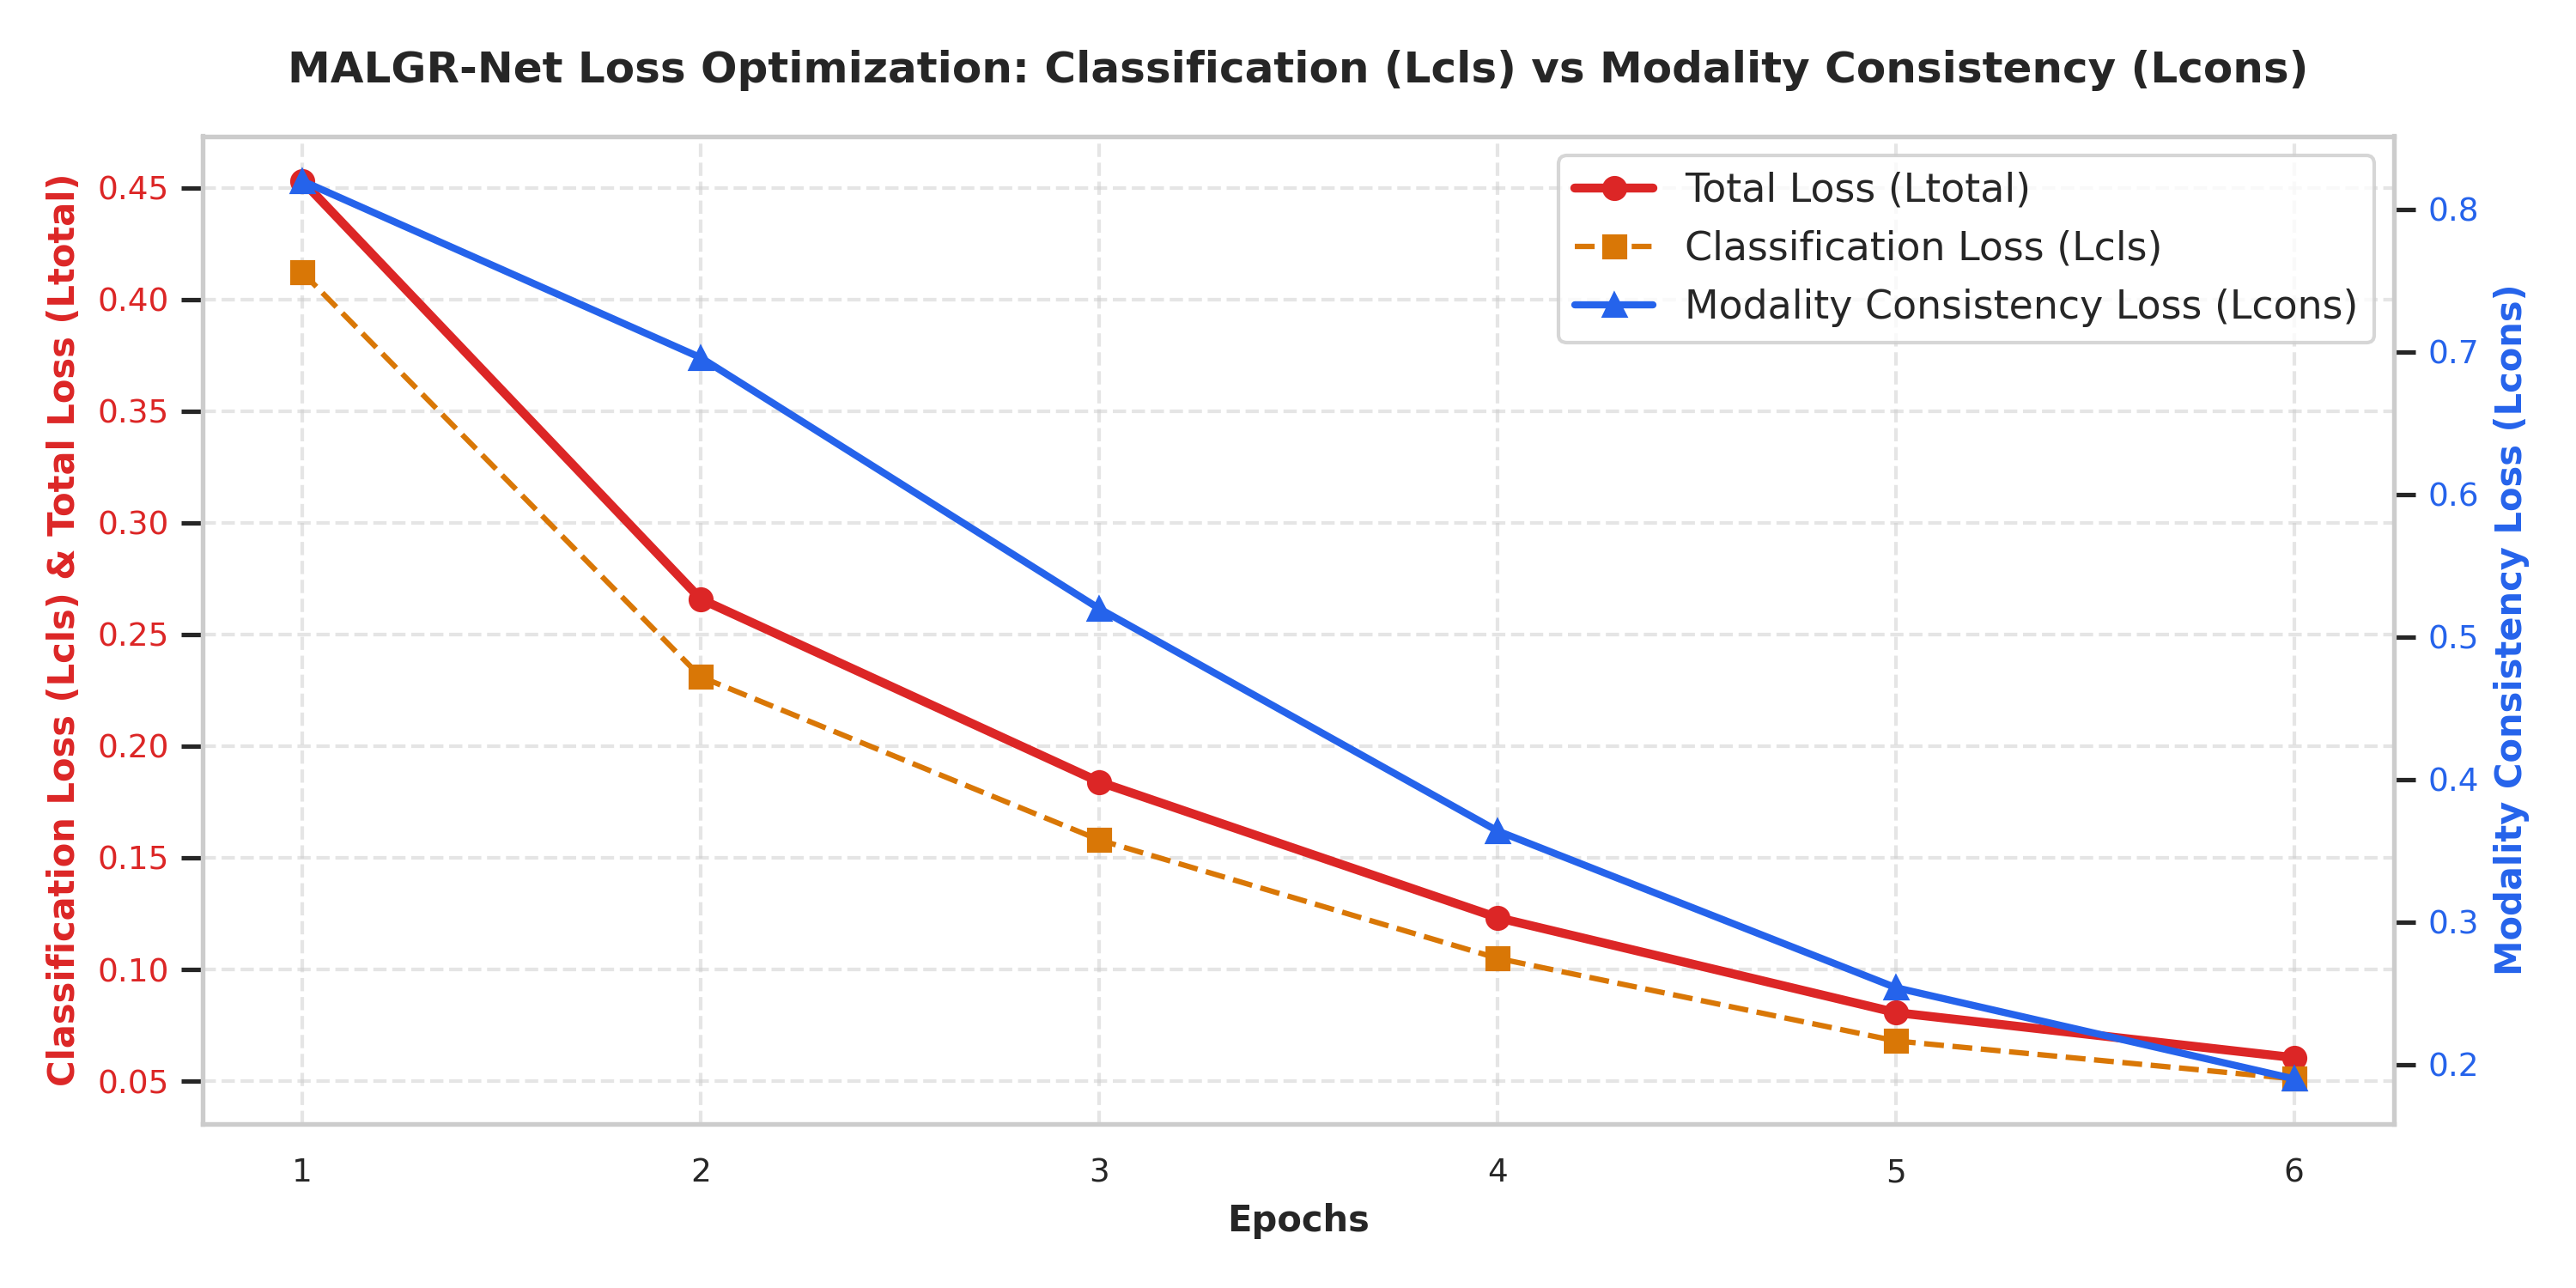 MALGR-Net Loss Optimization: Classification (Lcls) vs Modality Consistency (Lcons)
Classification Loss (Lcls) & Total Loss (Ltotal)
0.45
0.40
0.35
0.30
0.25
0.20
0.15
0.10
0.05
Total Loss (Ltotal)
Classification Loss (Lcls)
Modality Consistency Loss (Lcons)
0.8
0.7
0.6
0.5
0.4
0.3
0.2
Modality Consistency Loss (Lcons)
1 2 3 4 5 6
Epochs